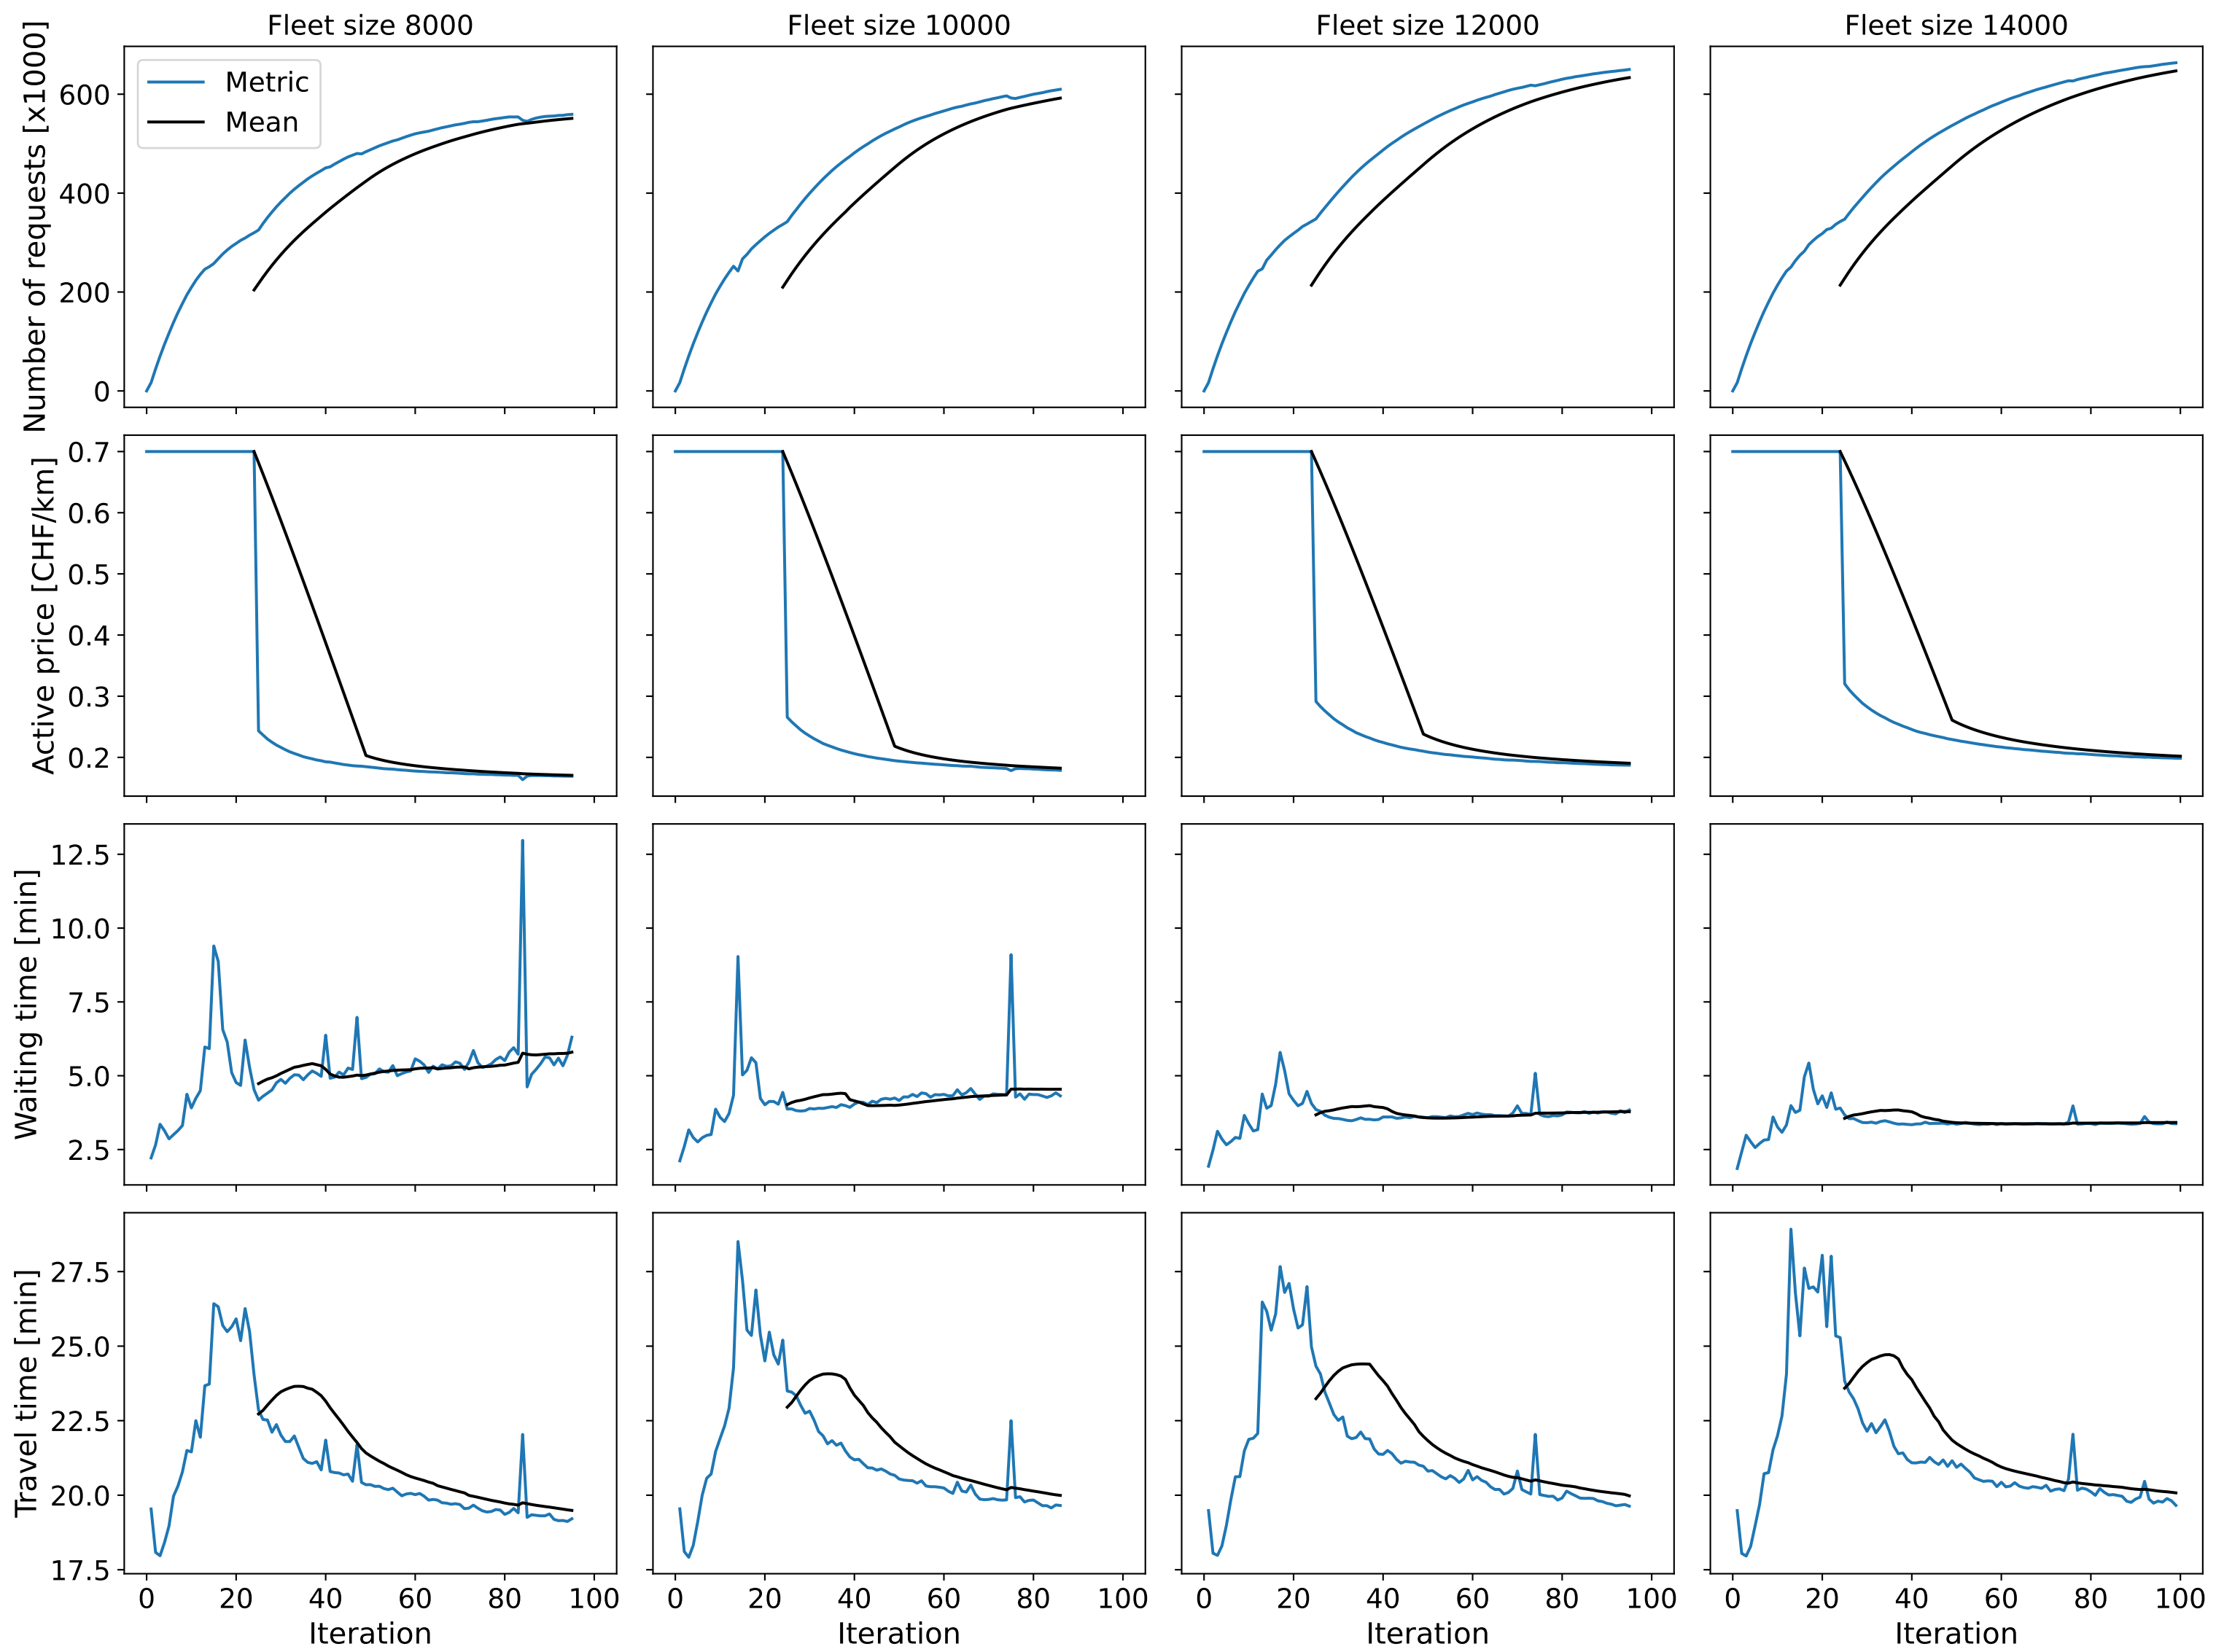 Fleet size 8000
Fleet size 10000
Fleet size 12000
Fleet size 14000
Number of requests [x1000]
600
400
200
0
Metric
Mean
Active price [CHF/km]
0.7
0.6
0.5
0.4
0.3
0.2
Waiting time [min]
12.5
10.0
7.5
5.0
2.5
Travel time [min]
27.5
25.0
22.5
20.0
17.5
0 20 40 60 80 100
0 20 40 60 80 100
0 20 40 60 80 100
0 20 40 60 80 100
Iteration
Iteration
Iteration
Iteration